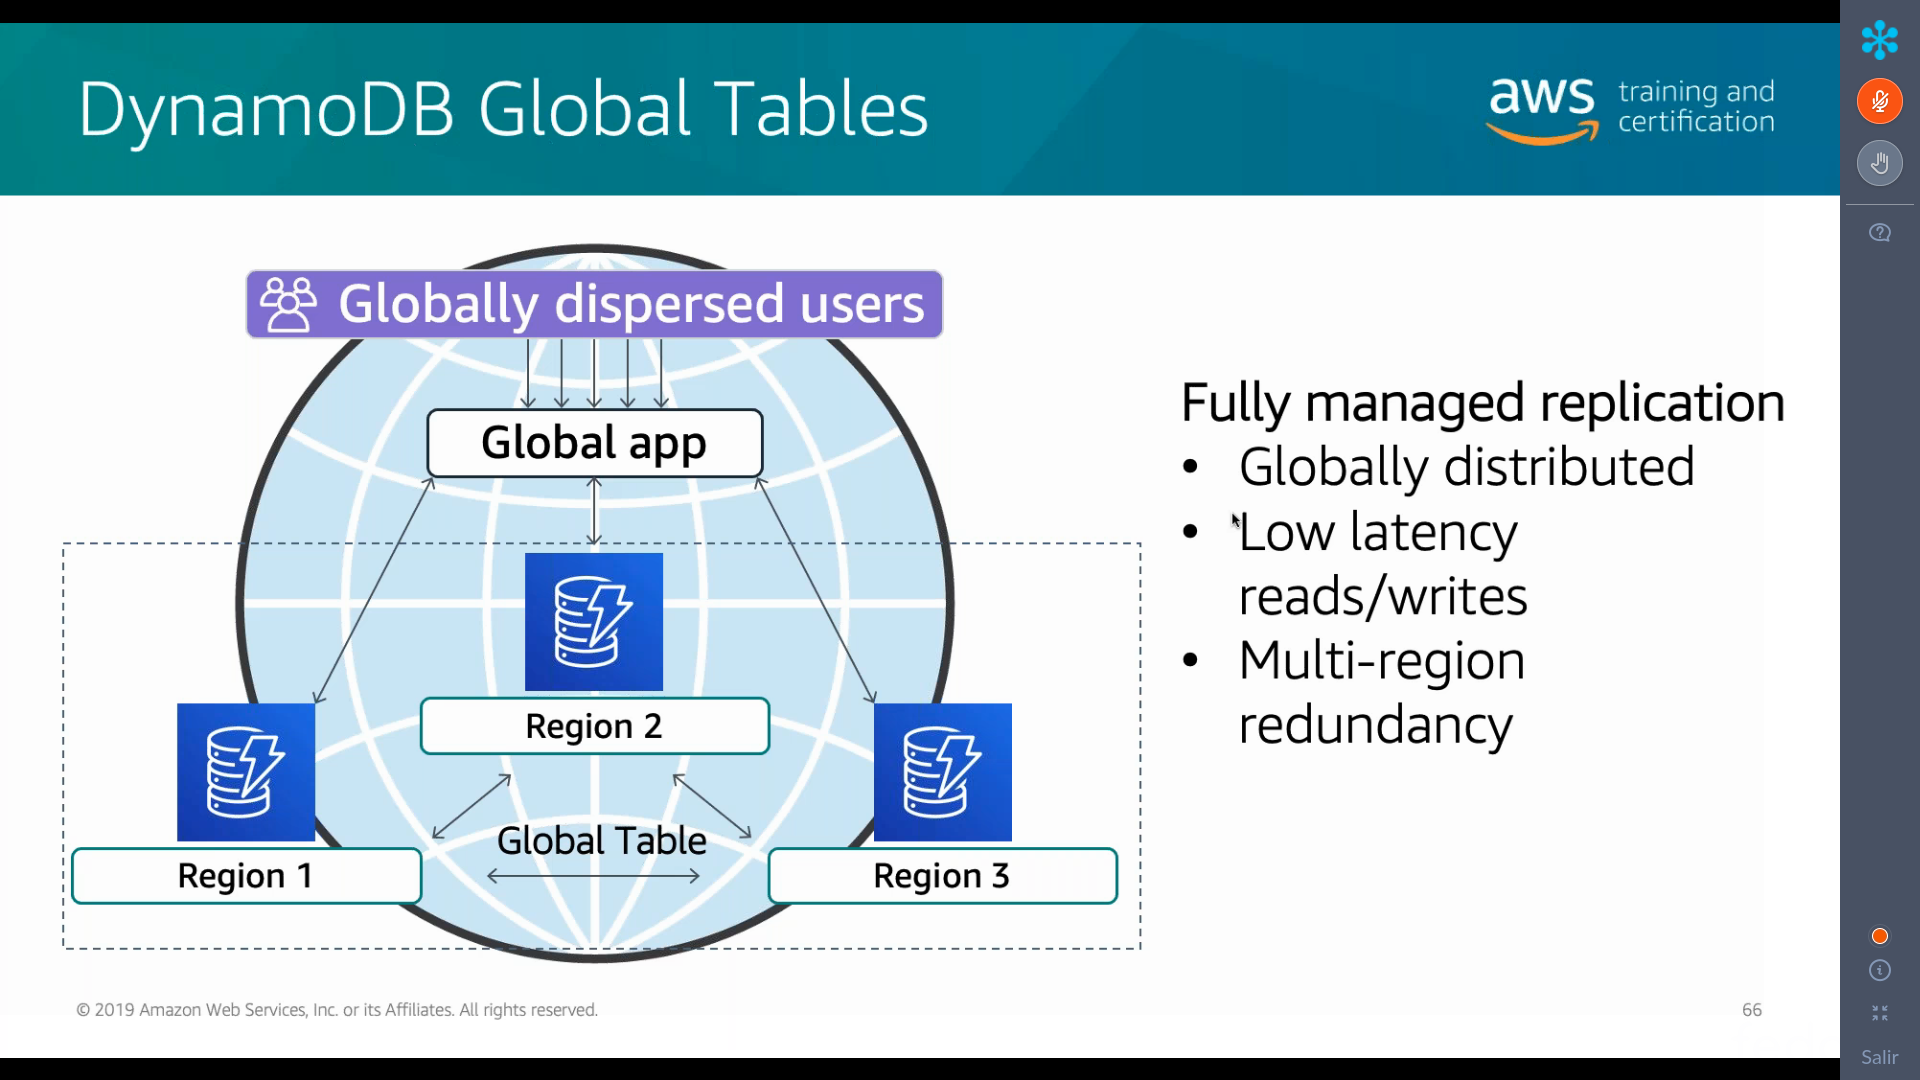 DynamoDB Global Tables
aws training and
certification
Globally dispersed users
Global app
Fully managed replication
• Globally distributed
• Low latency
reads/writes
• Multi-region
redundancy
Region 2
Global Table
Region 1
Region 3
© 2019 Amazon Web Services, Inc. or its Affiliates. All rights reserved.
66
Salir